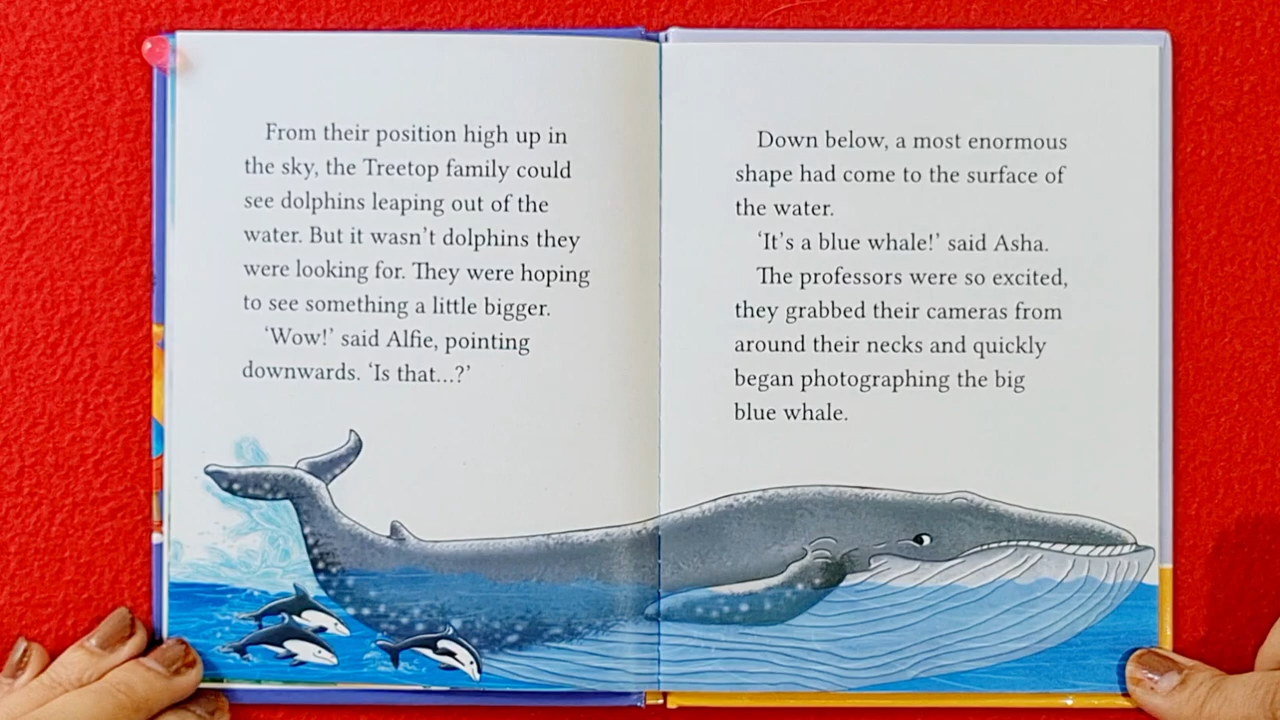 From their position high up in
the sky, the Treetop family could
see dolphins leaping out of the
water. But it wasn’t dolphins they
were looking for. They were hoping
to see something a little bigger.
‘Wow!’ said Alfie, pointing
downwards. ‘Is that...?’
Down below, a most enormous
shape had come to the surface of
the water.
‘It’s a blue whale!’ said Asha.
The professors were so excited,
they grabbed their cameras from
around their necks and quickly
began photographing the big
blue whale.